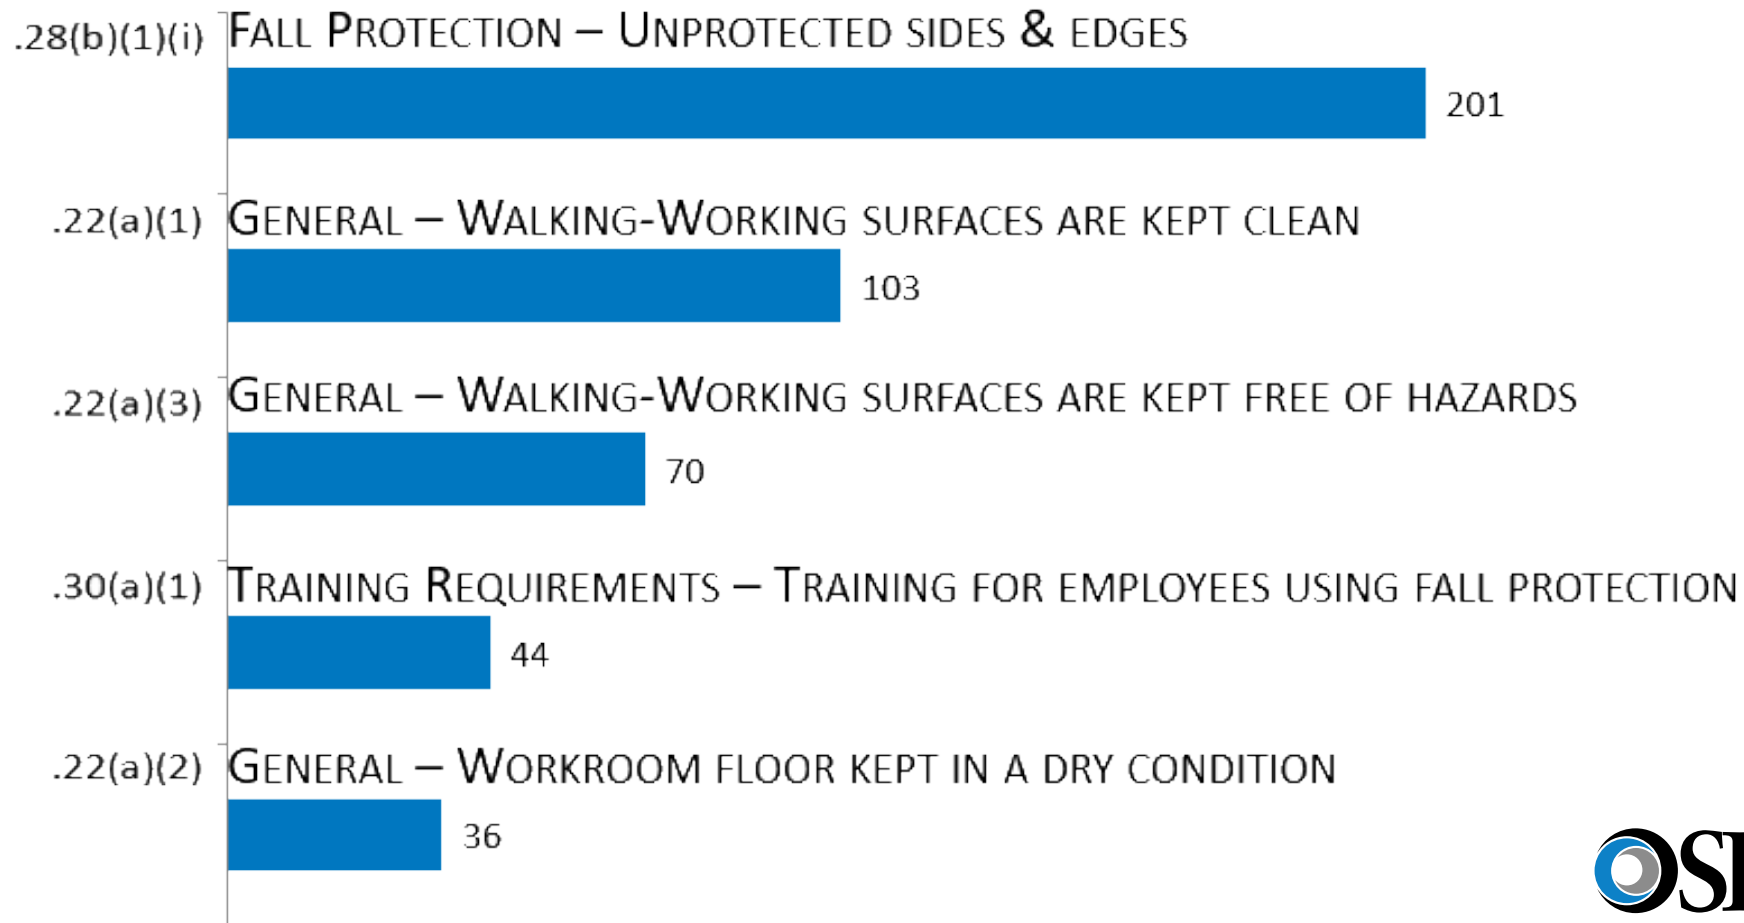 .28(b)(1)(i) FALL PROTECTION – UNPROTECTED SIDES & EDGES
201
.22(a)(1) GENERAL – WALKING-WORKING SURFACES ARE KEPT CLEAN
103
.22(a)(3) GENERAL – WALKING-WORKING SURFACES ARE KEPT FREE OF HAZARDS
70
.30(a)(1) TRAINING REQUIREMENTS – TRAINING FOR EMPLOYEES USING FALL PROTECTION
44
.22(a)(2) GENERAL – WORKROOM FLOOR KEPT IN A DRY CONDITION
36